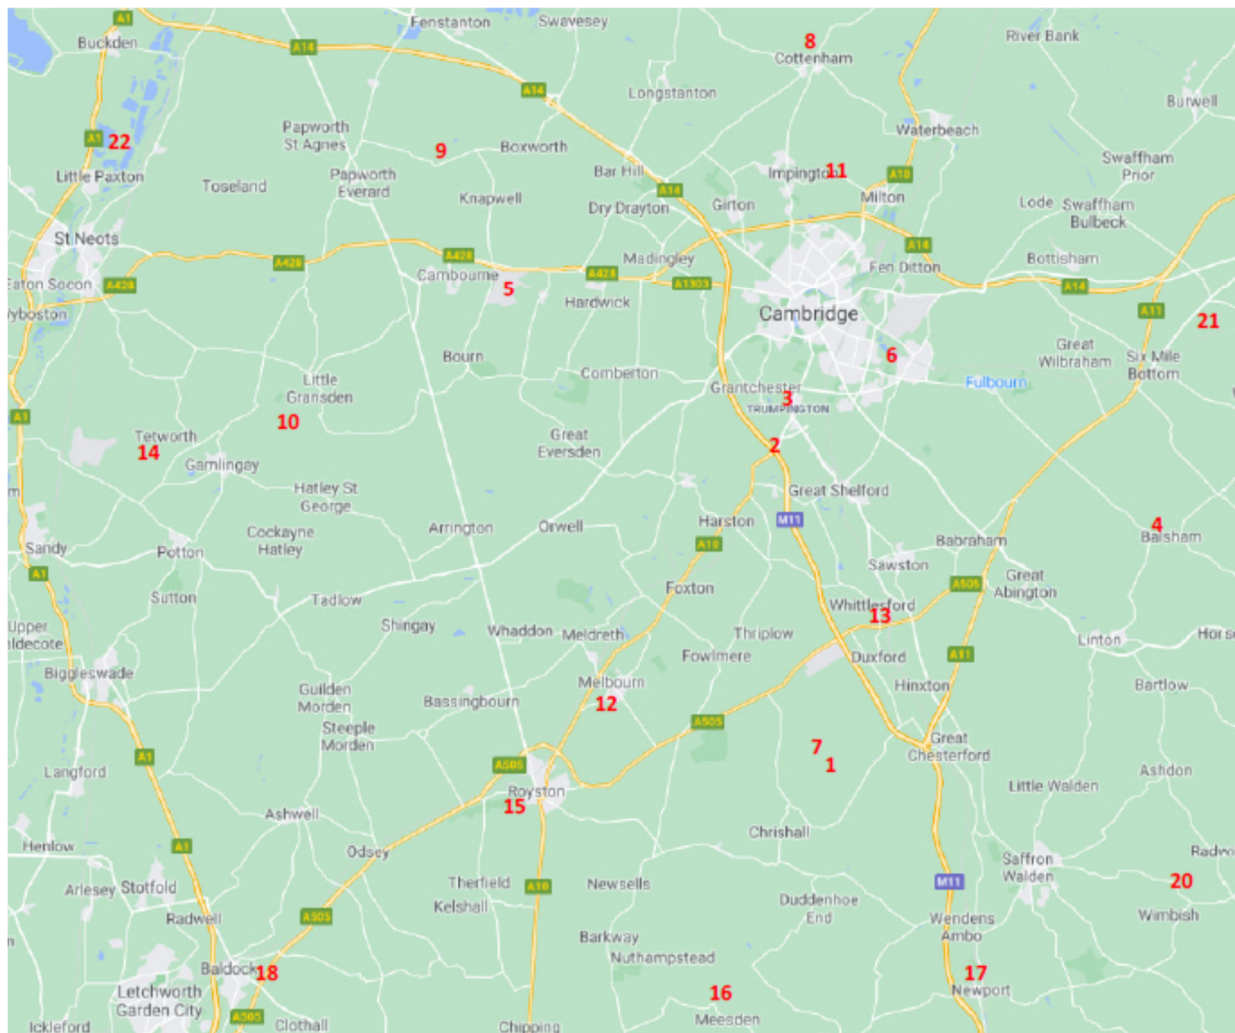 A1
Buckden
A14
Fenstanton
Swavesey
8
Cottenham
River Bank
A14
Longstanton
Burwell
A1
22
Papworth
St Agnes
9
Boxworth
Waterbeach
Swaffham
Prior
Little Paxton
Toseland
Papworth
Everard
Knapwell
Bar Hill
A14
Impington
11
A10
Milton
Dry Drayton
Girton
Lode
Swaffham
Bulbeck
St Neots
A428
A428
Cambourne
5
A428
Hardwick
Madingley
A1303
A14
Fen Ditton
Bottisham
A14
Eaton Socon
A428
Wyboston
Cambridge
A11
21
Bourn
Comberton
6
Great
Wilbraham
Six Mile
Bottom
Little
Gransden
Grantchester
3
TRUMPINGTON
Fulbourn
A1
10
Tetworth
14
Gamlingay
Great
Eversden
2
Hatley St
George
Great Shelford
Cockayne
Hatley
Arrington
Orwell
Harston
M11
A10
Babraham
4
Balsham
Sandy
Potton
A1
Sawston
Foxton
A505
Great
Abington
Sutton
Tadlow
Shingay
Whaddon
Meldreth
Thriplow
Whittlesford
13
Upper
aldecote
Fowlmere
Duxford
A11
Linton
Horse
Biggleswade
Guilden
Morden
Bassingbourn
Melbourn
12
Hinxton
Bartlow
Steeple
Morden
A505
7
1
Great
Chesterford
A1
Langford
A505
Royston
15
Ashdon
Little Walden
Ashwell
Chrishall
Henlow
A1
Odsey
Saffron
Walden
Radw
Arlesey
Stotfold
Therfield
A10
Newsells
M11
20
Radwell
A505
Kelshall
Duddenhoe
End
Wendens
Ambo
Wimbish
Barkway
Baldock
18
Nuthampstead
17
Letchworth
Garden City
16
Newport
A505
Ickleford
Clothall
Chipping
Meesden